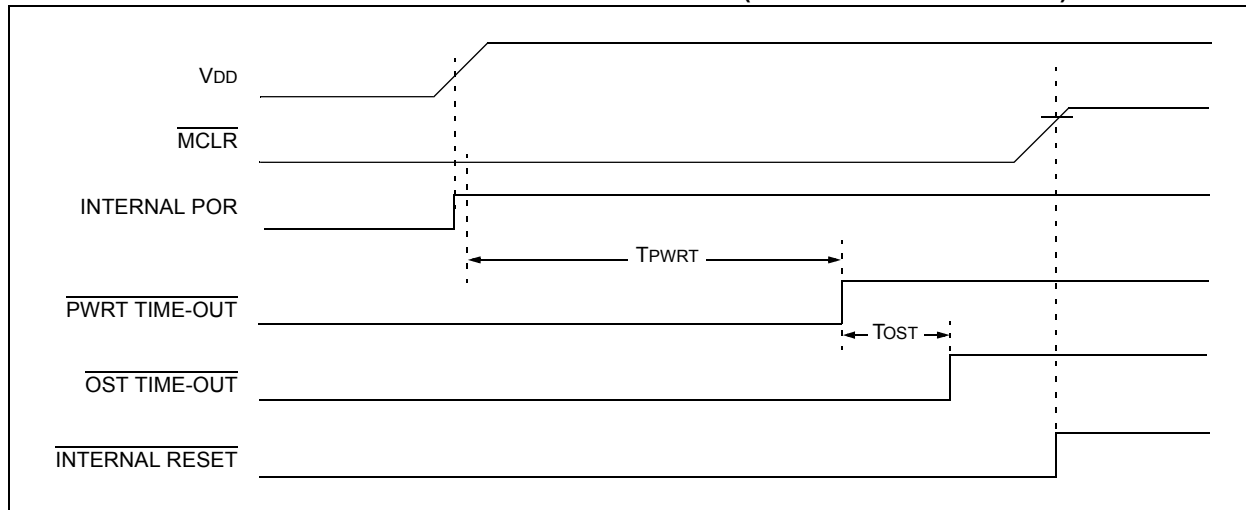 VDD
MCLR
INTERNAL POR
TPWRT
PWRT TIME-OUT
TOST
OST TIME-OUT
INTERNAL RESET